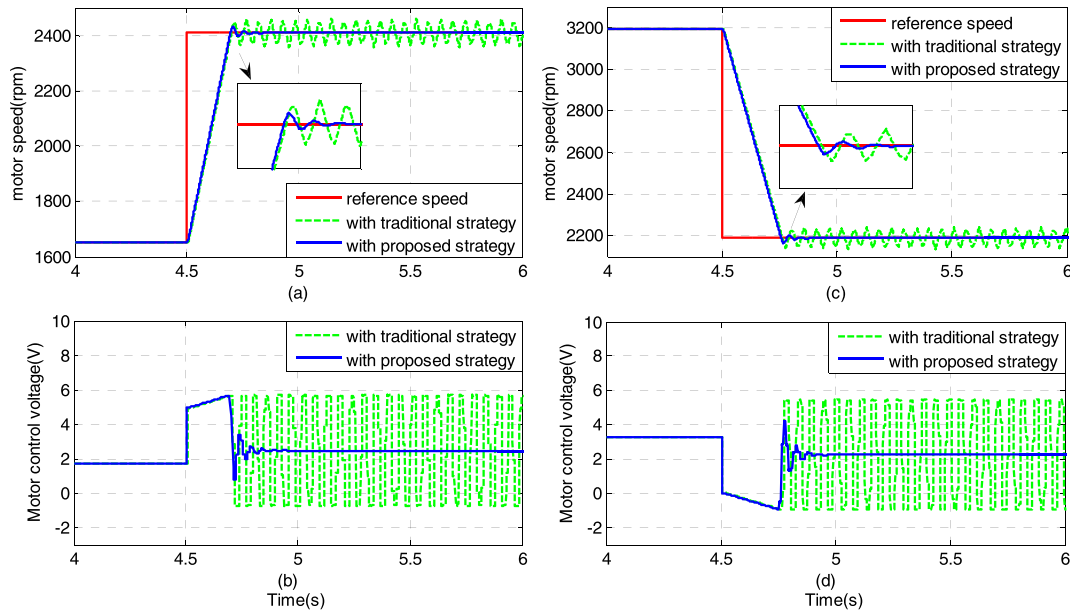 2400
2200
2000
1800
1600
motor speed(rpm)
reference speed
with traditional strategy
with proposed strategy
4
4.5
5
5.5
6
(a)
3200
3000
2800
2600
2400
2200
motor speed(rpm)
reference speed
with traditional strategy
with proposed strategy
4
4.5
5
5.5
6
(c)
10
8
6
4
2
0
-2
Motor control voltage(V)
with traditional strategy
with proposed strategy
4
4.5
5
5.5
6
(b)
Time(s)
10
8
6
4
2
0
-2
Motor control voltage(V)
with traditional strategy
with proposed strategy
4
4.5
5
5.5
6
(d)
Time(s)